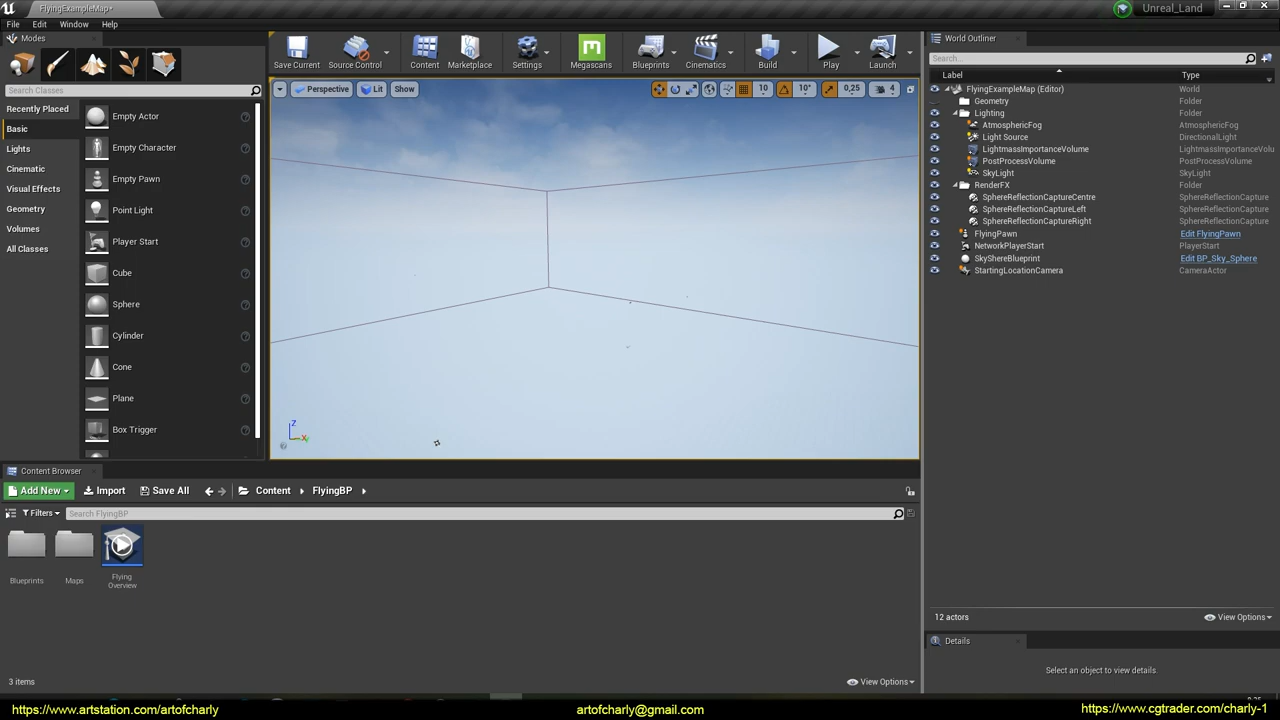 FlyingExampleMap*
Unreal_Land
File Edit Window Help
Modes
Search Classes
Recently Placed
Basic
Lights
Cinematic
Visual Effects
Geometry
Volumes
All Classes
Empty Actor
Empty Character
Empty Pawn
Point Light
Player Start
Cube
Sphere
Cylinder
Cone
Plane
Box Trigger
Save Current
Source Control
Content
Marketplace
Settings
Megascans
Blueprints
Cinematics
Build
Play
Launch
Perspective
Lit
Show
10
10°
0,25
4
Z
X
World Outliner
Search...
Label Type
FlyingExampleMap (Editor) World
Geometry Folder
Lighting Folder
AtmosphericFog AtmosphericFog
Light Source DirectionalLight
LightmassImportanceVolume LightmassImportanceVolu
PostProcessVolume PostProcessVolume
SkyLight SkyLight
RenderFX Folder
SphereReflectionCaptureCentre SphereReflectionCapture
SphereReflectionCaptureLeft SphereReflectionCapture
SphereReflectionCaptureRight SphereReflectionCapture
FlyingPawn Edit FlyingPawn
NetworkPlayerStart PlayerStart
SkyShereBlueprint Edit BP_Sky_Sphere
StartingLocationCamera CameraActor
12 actors
View Options
Details
Select an object to view details.
Content Browser
Add New Import Save All Content FlyingBP
Filters
Search FlyingBP
Blueprints
Maps
Flying
Overview
3 items
View Options
https://www.artstation.com/artofcharly
artofcharly@gmail.com
https://www.cgtrader.com/charly-1